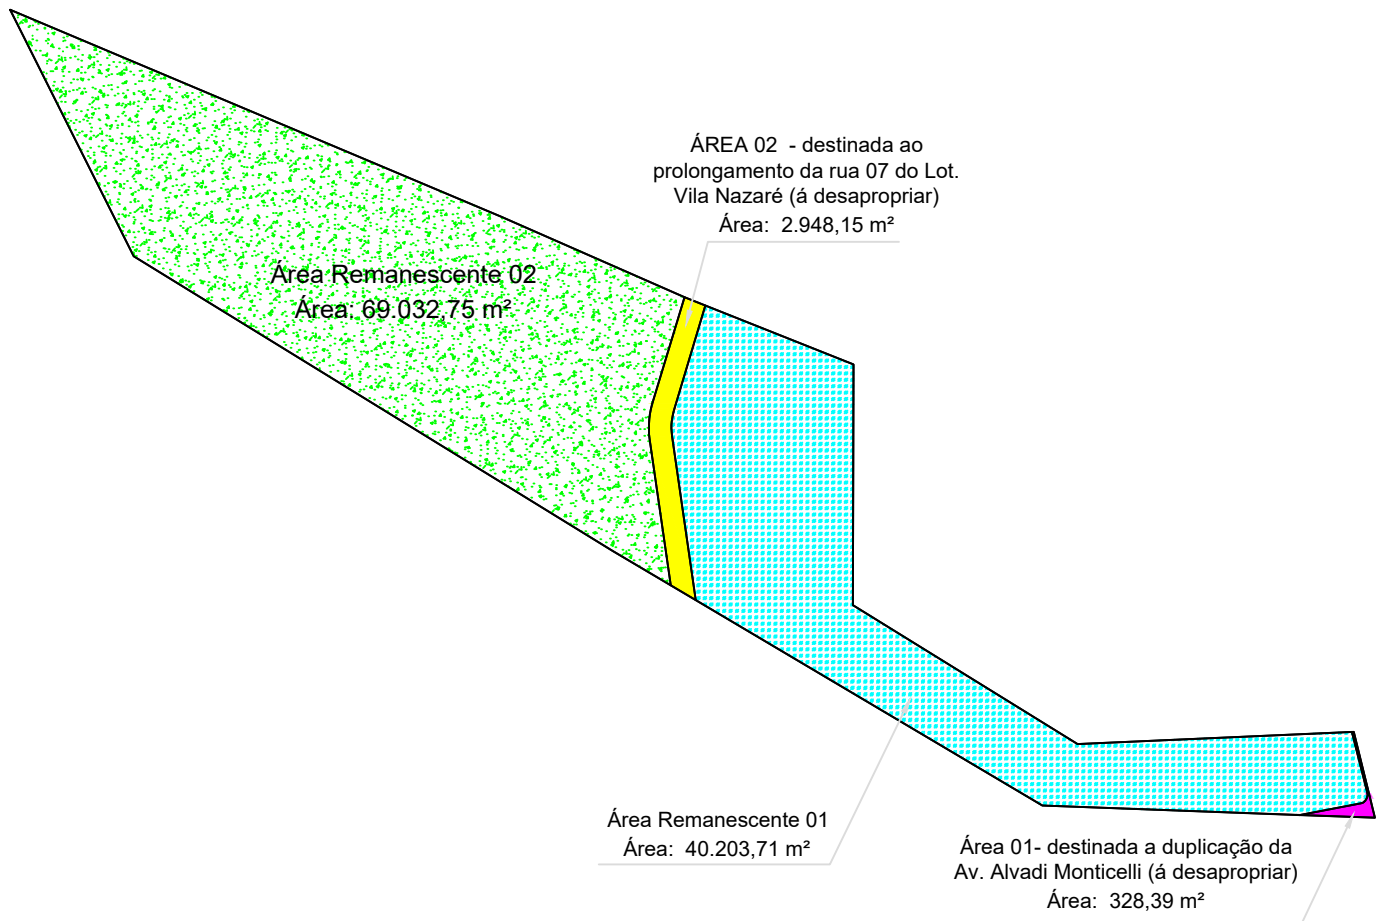 ÁREA 02 - destinada ao
prolongamento da rua 07 do Lot.
Vila Nazaré (á desapropriar)
Área: 2.948,15 m²
Área Remanescente 02
Área: 69.032,75 m²
Área Remanescente 01
Área: 40.203,71 m²
Área 01- destinada a duplicação da
Av. Alvadi Monticelli (á desapropriar)
Área: 328,39 m²